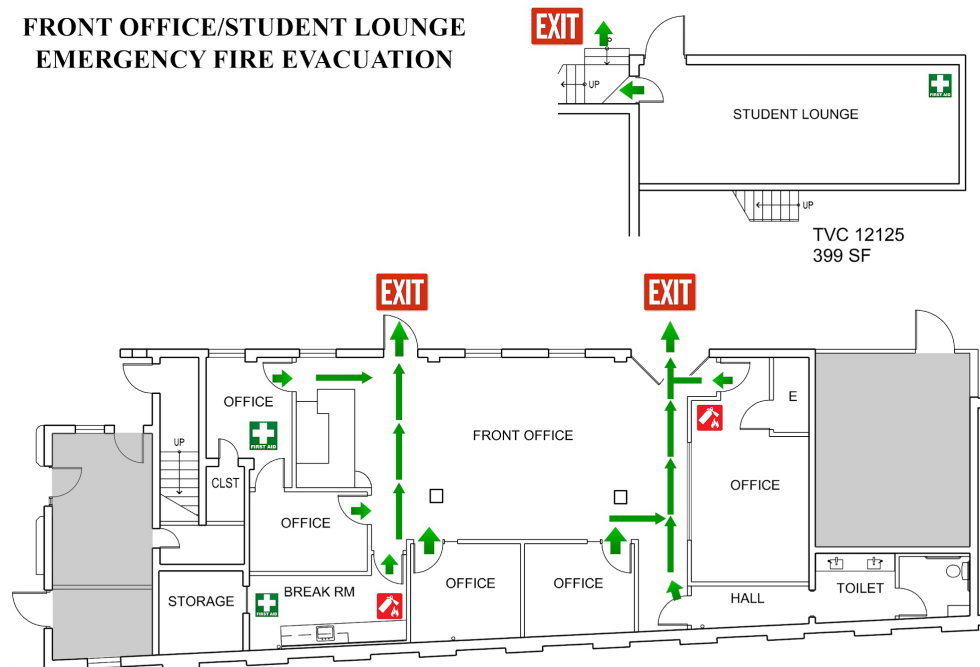 FRONT OFFICE/STUDENT LOUNGE
EMERGENCY FIRE EVACUATION
EXIT
UP
UP
FIRST AID
STUDENT LOUNGE
UP
TVC 12125
399 SF
EXIT
EXIT
OFFICE
E
FIRST AID
FRONT OFFICE
UP
CLST
OFFICE
OFFICE
OFFICE
OFFICE
BREAK RM
STORAGE
FIRST AID
HALL
TOILET